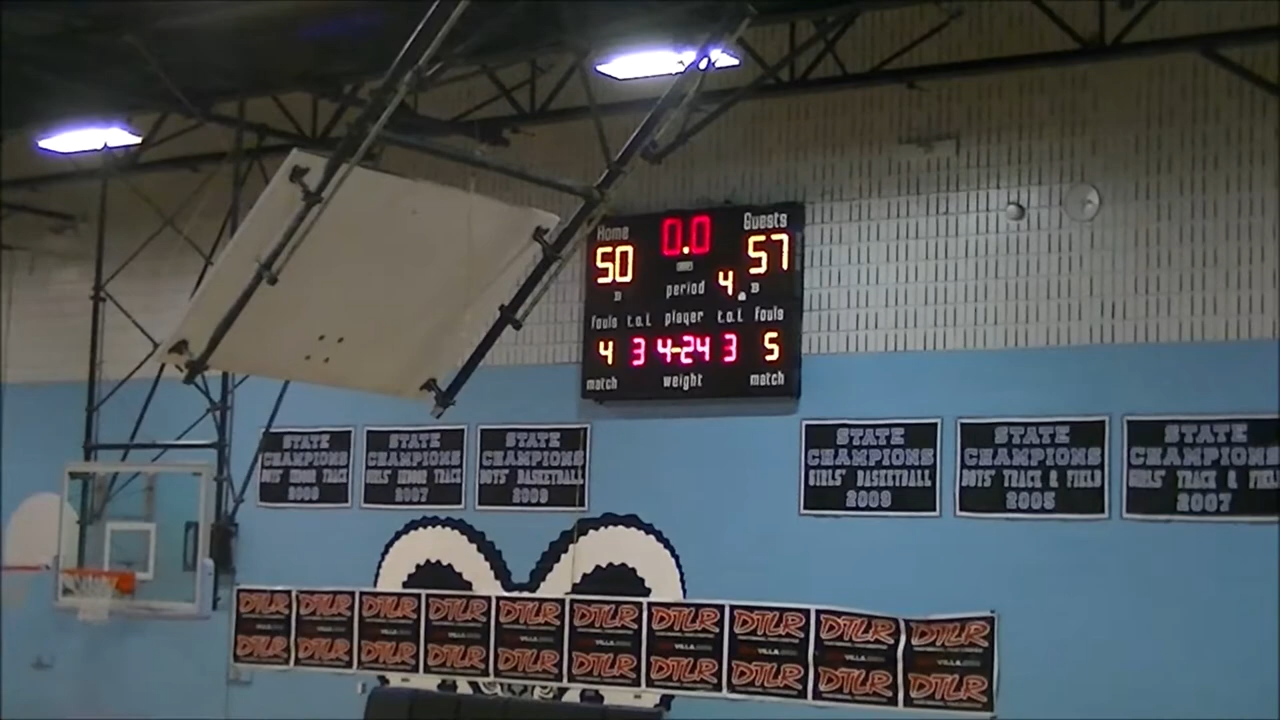 Home 0.0 Guests
50 57
period 4
B B
fouls t.o.l player t.o.l fouls
4 3 4-24 3 5
match weight match
STATE
CHAMPIONS
BOYS' INDOOR TRACK
STATE
CHAMPIONS
GIRLS' INDOOR TRACK
2007
STATE
CHAMPIONS
BOYS' BASKETBALL
2009
STATE
CHAMPIONS
GIRLS' BASKETBALL
2009
STATE
CHAMPIONS
BOYS' TRACK & FIELD
2005
STATE
CHAMPIONS
GIRLS' TRACK & FIELD
2007
DTLR DTLR DTLR DTLR DTLR DTLR DTLR DTLR DTLR DTLR
DTLR DTLR DTLR DTLR DTLR DTLR DTLR DTLR DTLR DTLR